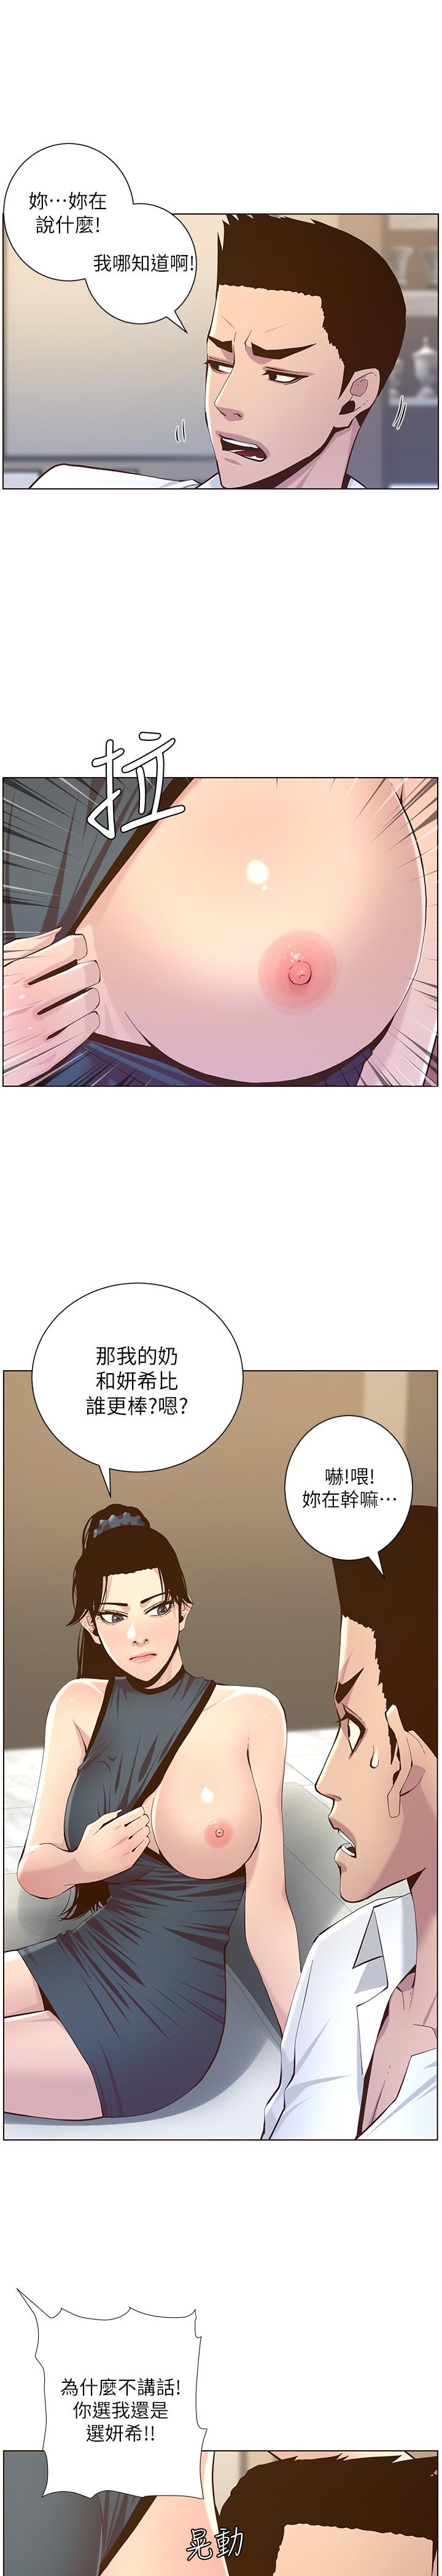 妳⋯妳在
說什麼!
我哪知道啊!
拉
那我的奶
和妍希比
誰更棒?嗯?
嚇!喂!
妳在幹嘛⋯
為什麼不講話!
你選我還是
選妍希!!
晃動